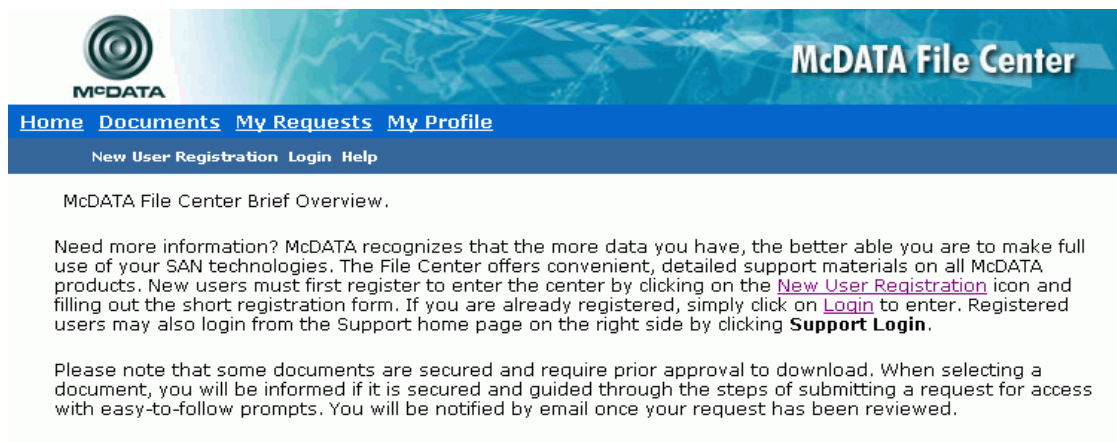 McDATA
McDATA File Center
Home Documents My Requests My Profile
New User Registration Login Help
McDATA File Center Brief Overview.
Need more information? McDATA recognizes that the more data you have, the better able you are to make full
use of your SAN technologies. The File Center offers convenient, detailed support materials on all McDATA
products. New users must first register to enter the center by clicking on the New User Registration icon and
filling out the short registration form. If you are already registered, simply click on Login to enter. Registered
users may also login from the Support home page on the right side by clicking Support Login.
Please note that some documents are secured and require prior approval to download. When selecting a
document, you will be informed if it is secured and guided through the steps of submitting a request for access
with easy-to-follow prompts. You will be notified by email once your request has been reviewed.